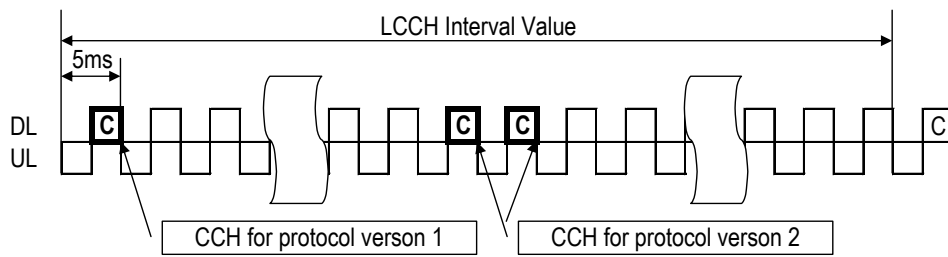 LCCH Interval Value
5ms
DL
C
C
C
C
UL
CCH for protocol verson 1
CCH for protocol verson 2